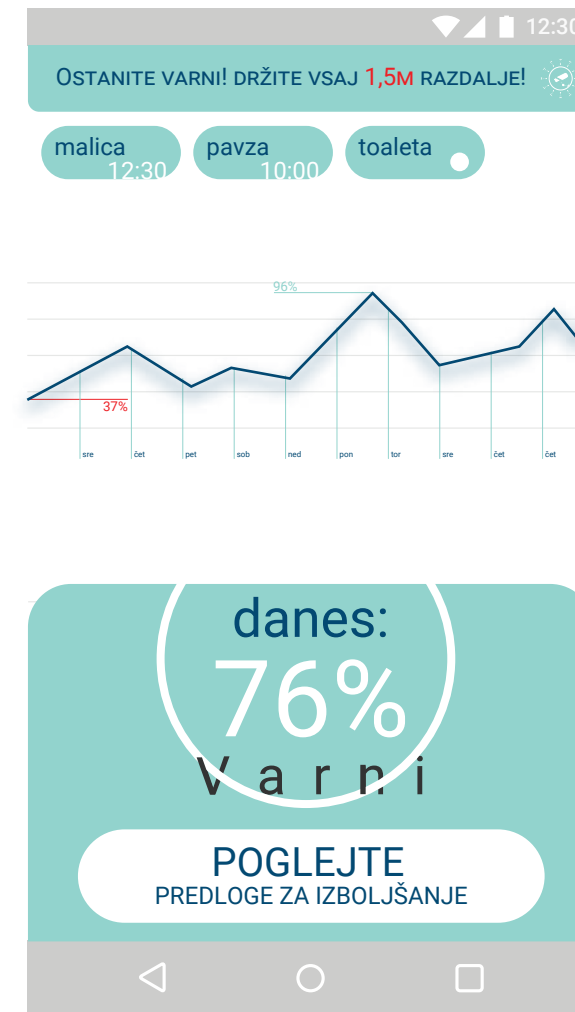 12:30
OSTANITE VARNI! DRŽITE VSAJ 1,5M RAZDALJE!
malica
12:30
pavza
10:00
toaleta
96%
37%
sre čet pet sob ned pon tor sre čet čet
danes:
76%
Varni
POGLEJTE
PREDLOGE ZA IZBOLJŠANJE